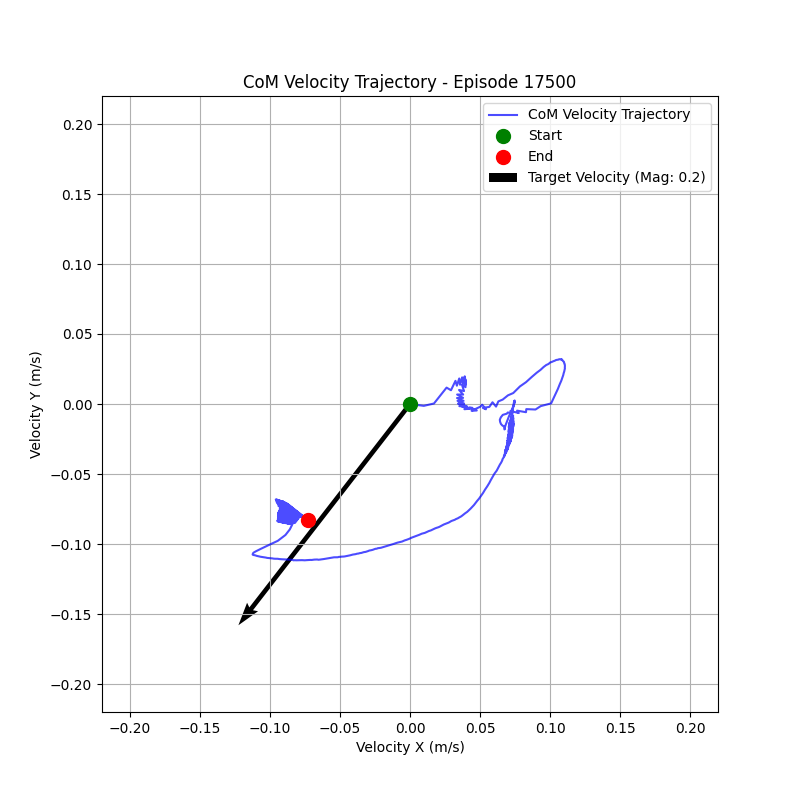 CoM Velocity Trajectory - Episode 17500
CoM Velocity Trajectory
Start
End
Target Velocity (Mag: 0.2)
0.20
0.15
0.10
0.05
0.00
−0.05
−0.10
−0.15
−0.20
Velocity Y (m/s)
−0.20 −0.15 −0.10 −0.05 0.00 0.05 0.10 0.15 0.20
Velocity X (m/s)